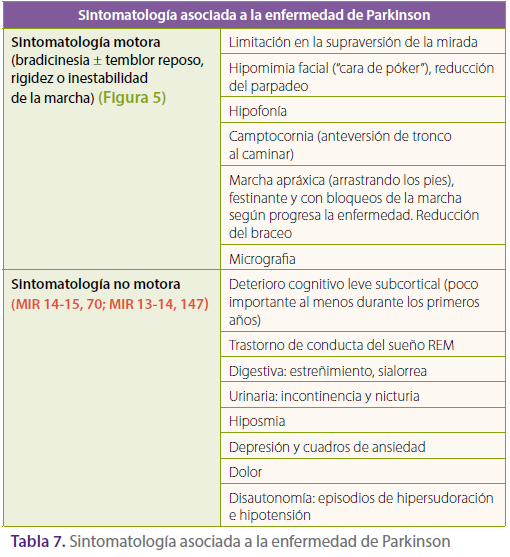 Sintomatología asociada a la enfermedad de Parkinson
Sintomatología motora
(bradicinesia ± temblor reposo,
rigidez o inestabilidad
de la marcha) (Figura 5)
Limitación en la supraversión de la mirada
Hipomimia facial (“cara de póker”), reducción
del parpadeo
Hipofonía
Camptocornia (anteversión de tronco
al caminar)
Marcha apráxica (arrastrando los pies),
festinante y con bloqueos de la marcha
según progresa la enfermedad. Reducción
del braceo
Micrografia
Sintomatología no motora
(MIR 14-15, 70; MIR 13-14, 147)
Deterioro cognitivo leve subcortical (poco
importante al menos durante los primeros
años)
Trastorno de conducta del sueño REM
Digestiva: estreñimiento, sialorrea
Urinaria: incontinencia y nicturia
Hiposmia
Depresión y cuadros de ansiedad
Dolor
Disautonomía: episodios de hipersudoración
e hipotensión
Tabla 7. Sintomatología asociada a la enfermedad de Parkinson